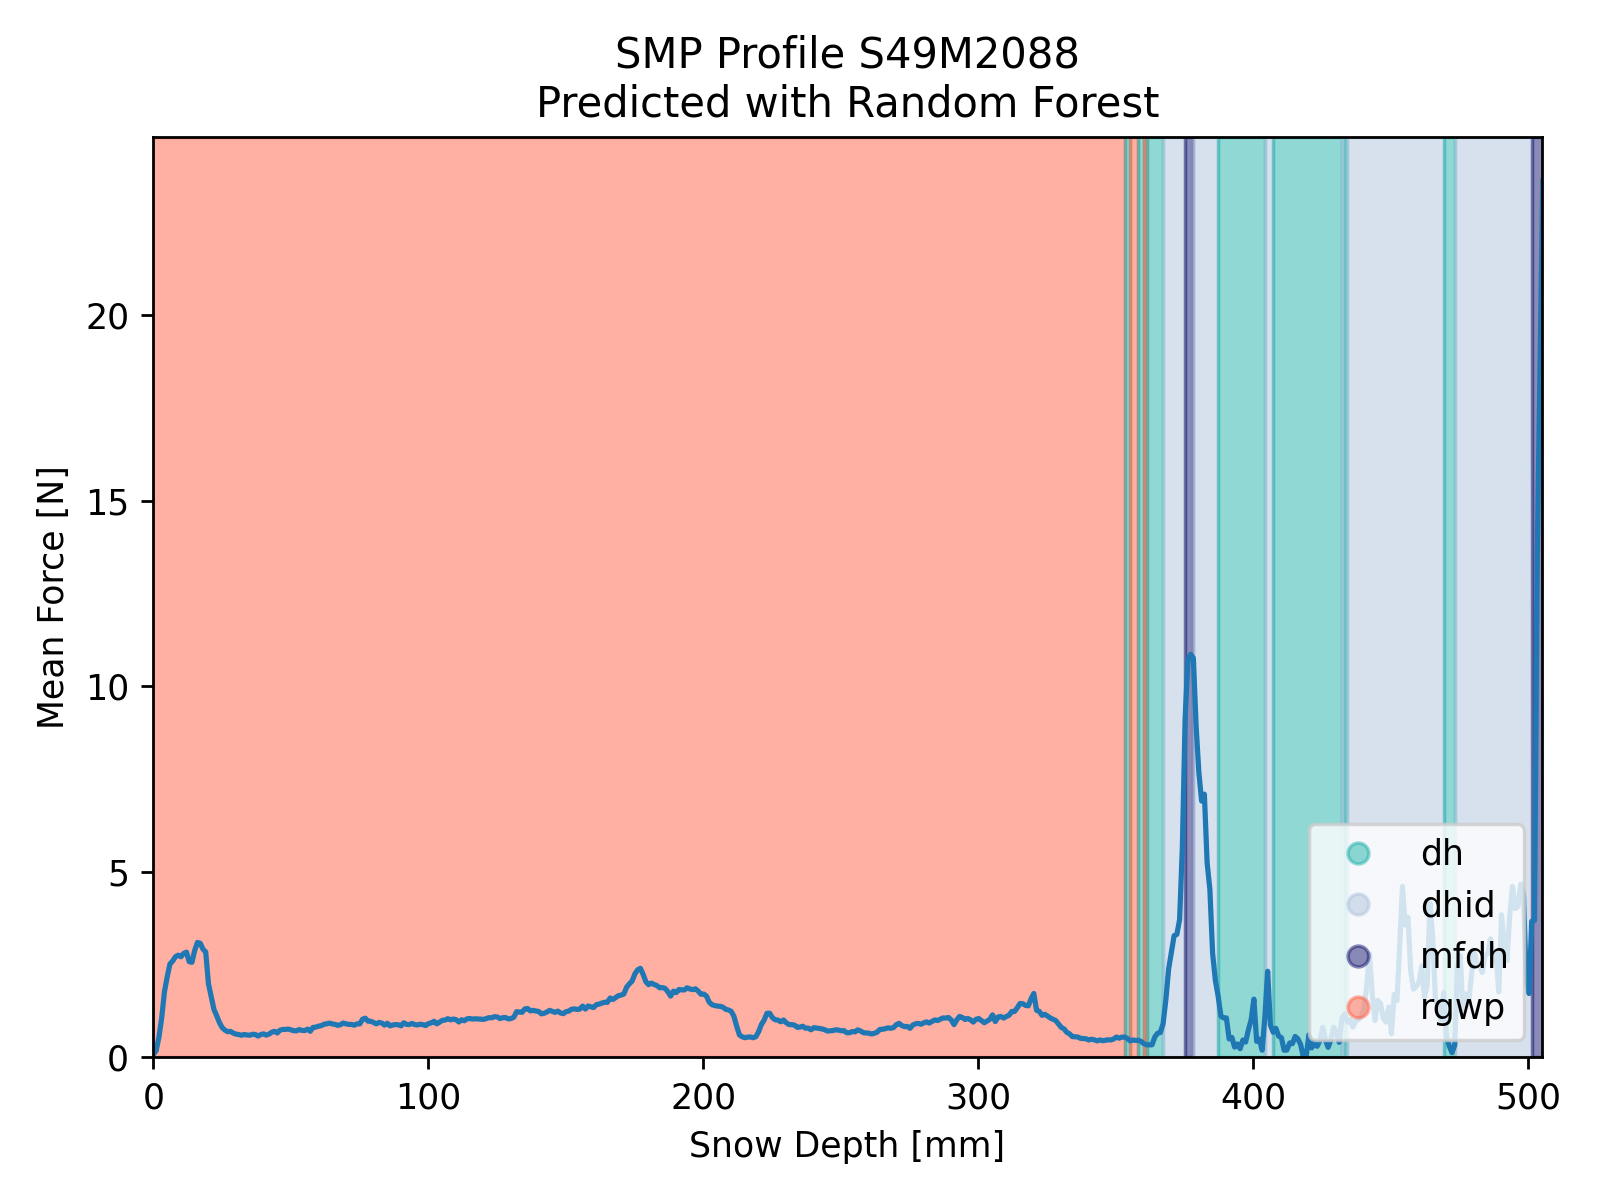 SMP Profile S49M2088
Predicted with Random Forest
Mean Force [N]
20
15
10
5
0
dh
dhid
mfdh
rgwp
0 100 200 300 400 500
Snow Depth [mm]